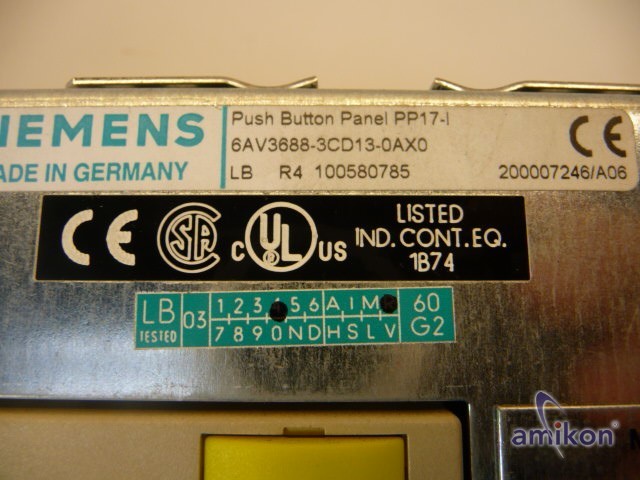 SIEMENS
MADE IN GERMANY
Push Button Panel PP17-I
6AV3688-3CD13-0AX0
LB R4 100580785
CE
200007246/A06
CE SA C UL US
LISTED
IND. CONT. EQ.
1B74
LB
TESTED
03
1 2 3 5 6 A I M
7 8 9 0 N D H S L V
60
G2
amikon